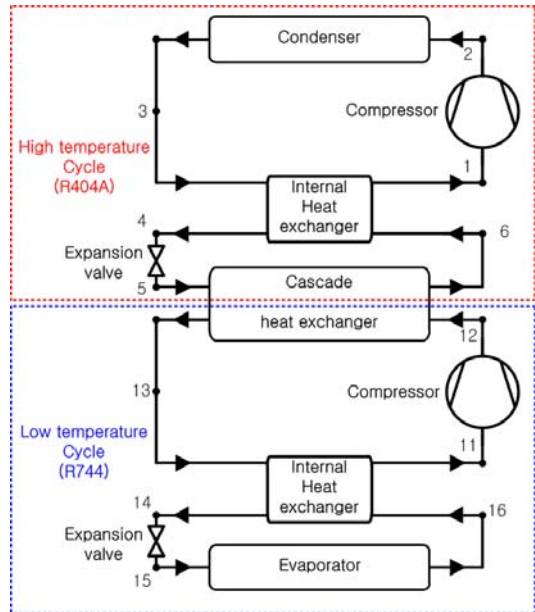 Condenser
2
3
Compressor
High temperature
Cycle
(R404A)
1
Internal
Heat
exchanger
4
6
Expansion
valve
5
Cascade
heat exchanger
12
13
Compressor
Low temperature
Cycle
(R744)
11
Internal
Heat
exchanger
14
16
Expansion
valve
15
Evaporator